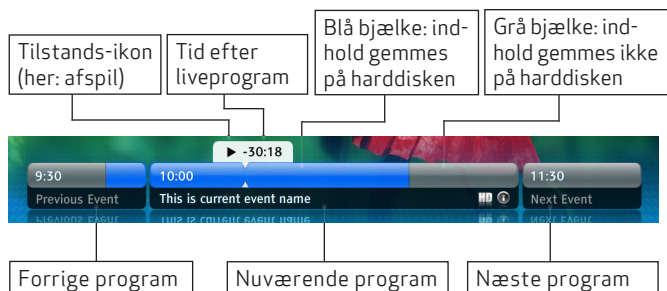 Tilstands-ikon
(her: afspil)
Tid efter
liveprogram
Blå bjælke: ind-
hold gemmes
på harddisken
Grå bjælke: ind-
hold gemmes ikke
på harddisken
-30:18
9:30
10:00
11:30
Previous Event
This is current event name
HD
Next Event
Forrige program
Nuværende program
Næste program